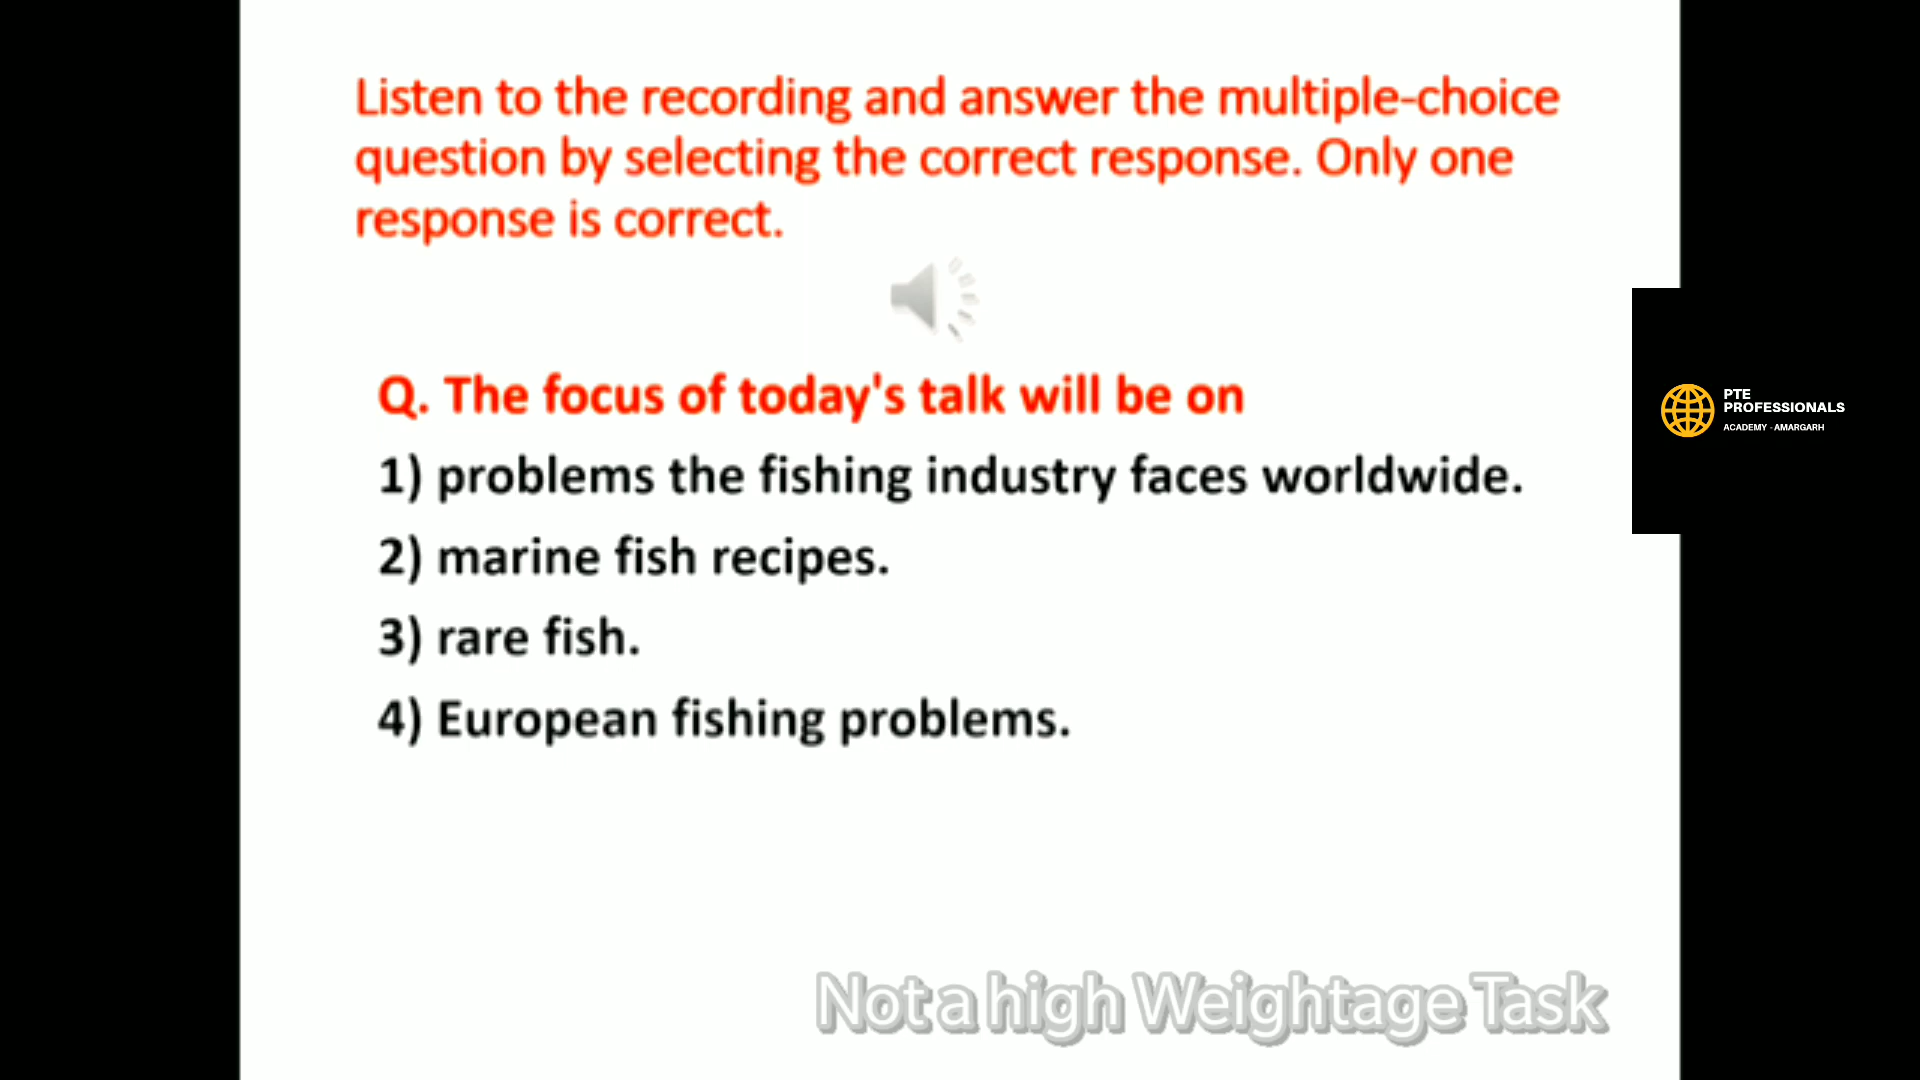 Listen to the recording and answer the multiple-choice
question by selecting the correct response. Only one
response is correct.
Q. The focus of today's talk will be on
1) problems the fishing industry faces worldwide.
2) marine fish recipes.
3) rare fish.
4) European fishing problems.
PTE
PROFESSIONALS
ACADEMY - AMARGARH
Not a high Weightage Task